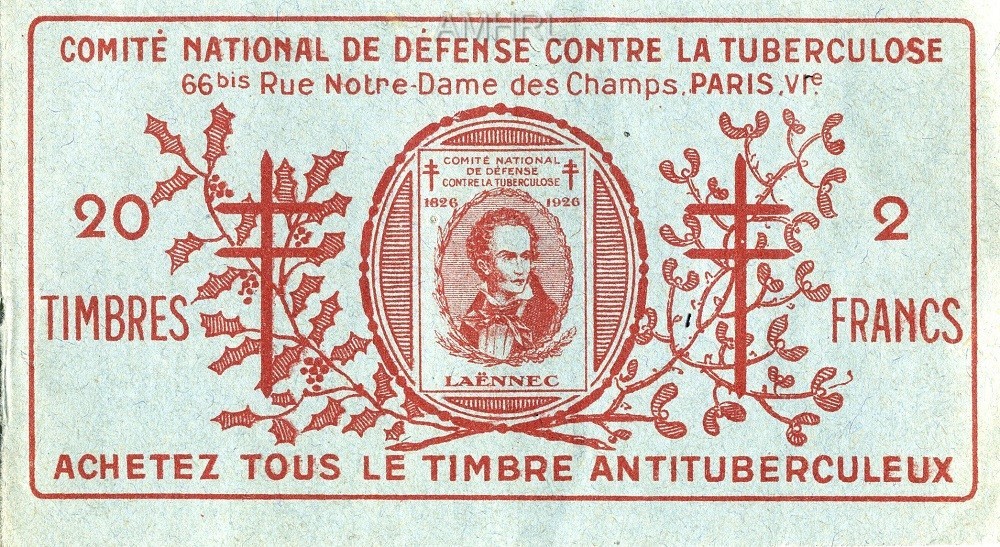 AMHRL
COMITÉ NATIONAL DE DÉFENSE CONTRE LA TUBERCULOSE
66bis Rue Notre-Dame des Champs, PARIS, VIe.
COMITÉ NATIONAL
DE DÉFENSE
CONTRE LA TUBERCULOSE
1826 1926
20
TIMBRES
LAËNNEC
2
FRANCS
ACHETEZ TOUS LE TIMBRE ANTITUBERCULEUX